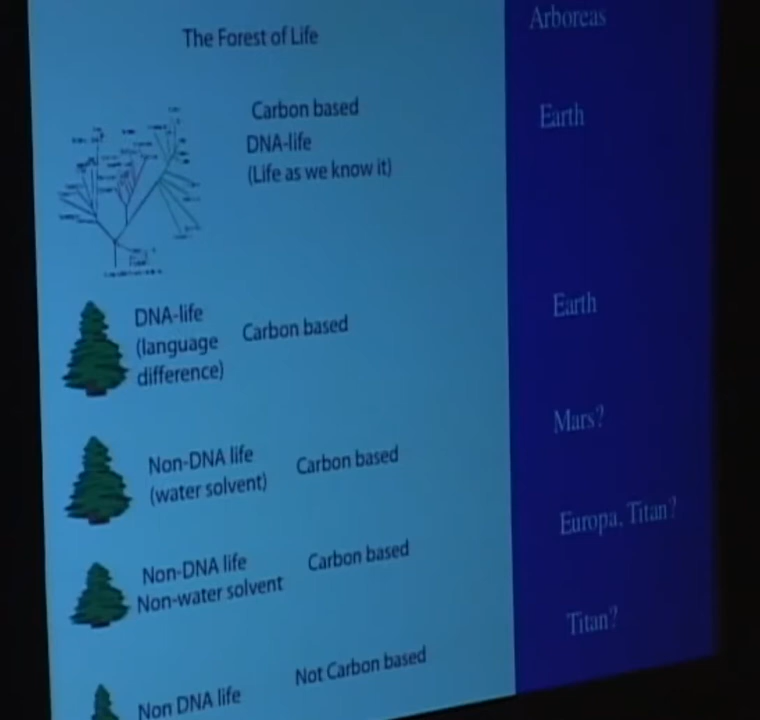 The Forest of Life
Arboreas
Carbon based
DNA-life
(Life as we know it)
Earth
DNA-life
(language
difference)
Carbon based
Earth
Non-DNA life
(water solvent)
Carbon based
Mars?
Non-DNA life
Non-water solvent
Carbon based
Europa, Titan?
Non DNA life
Not Carbon based
Titan?